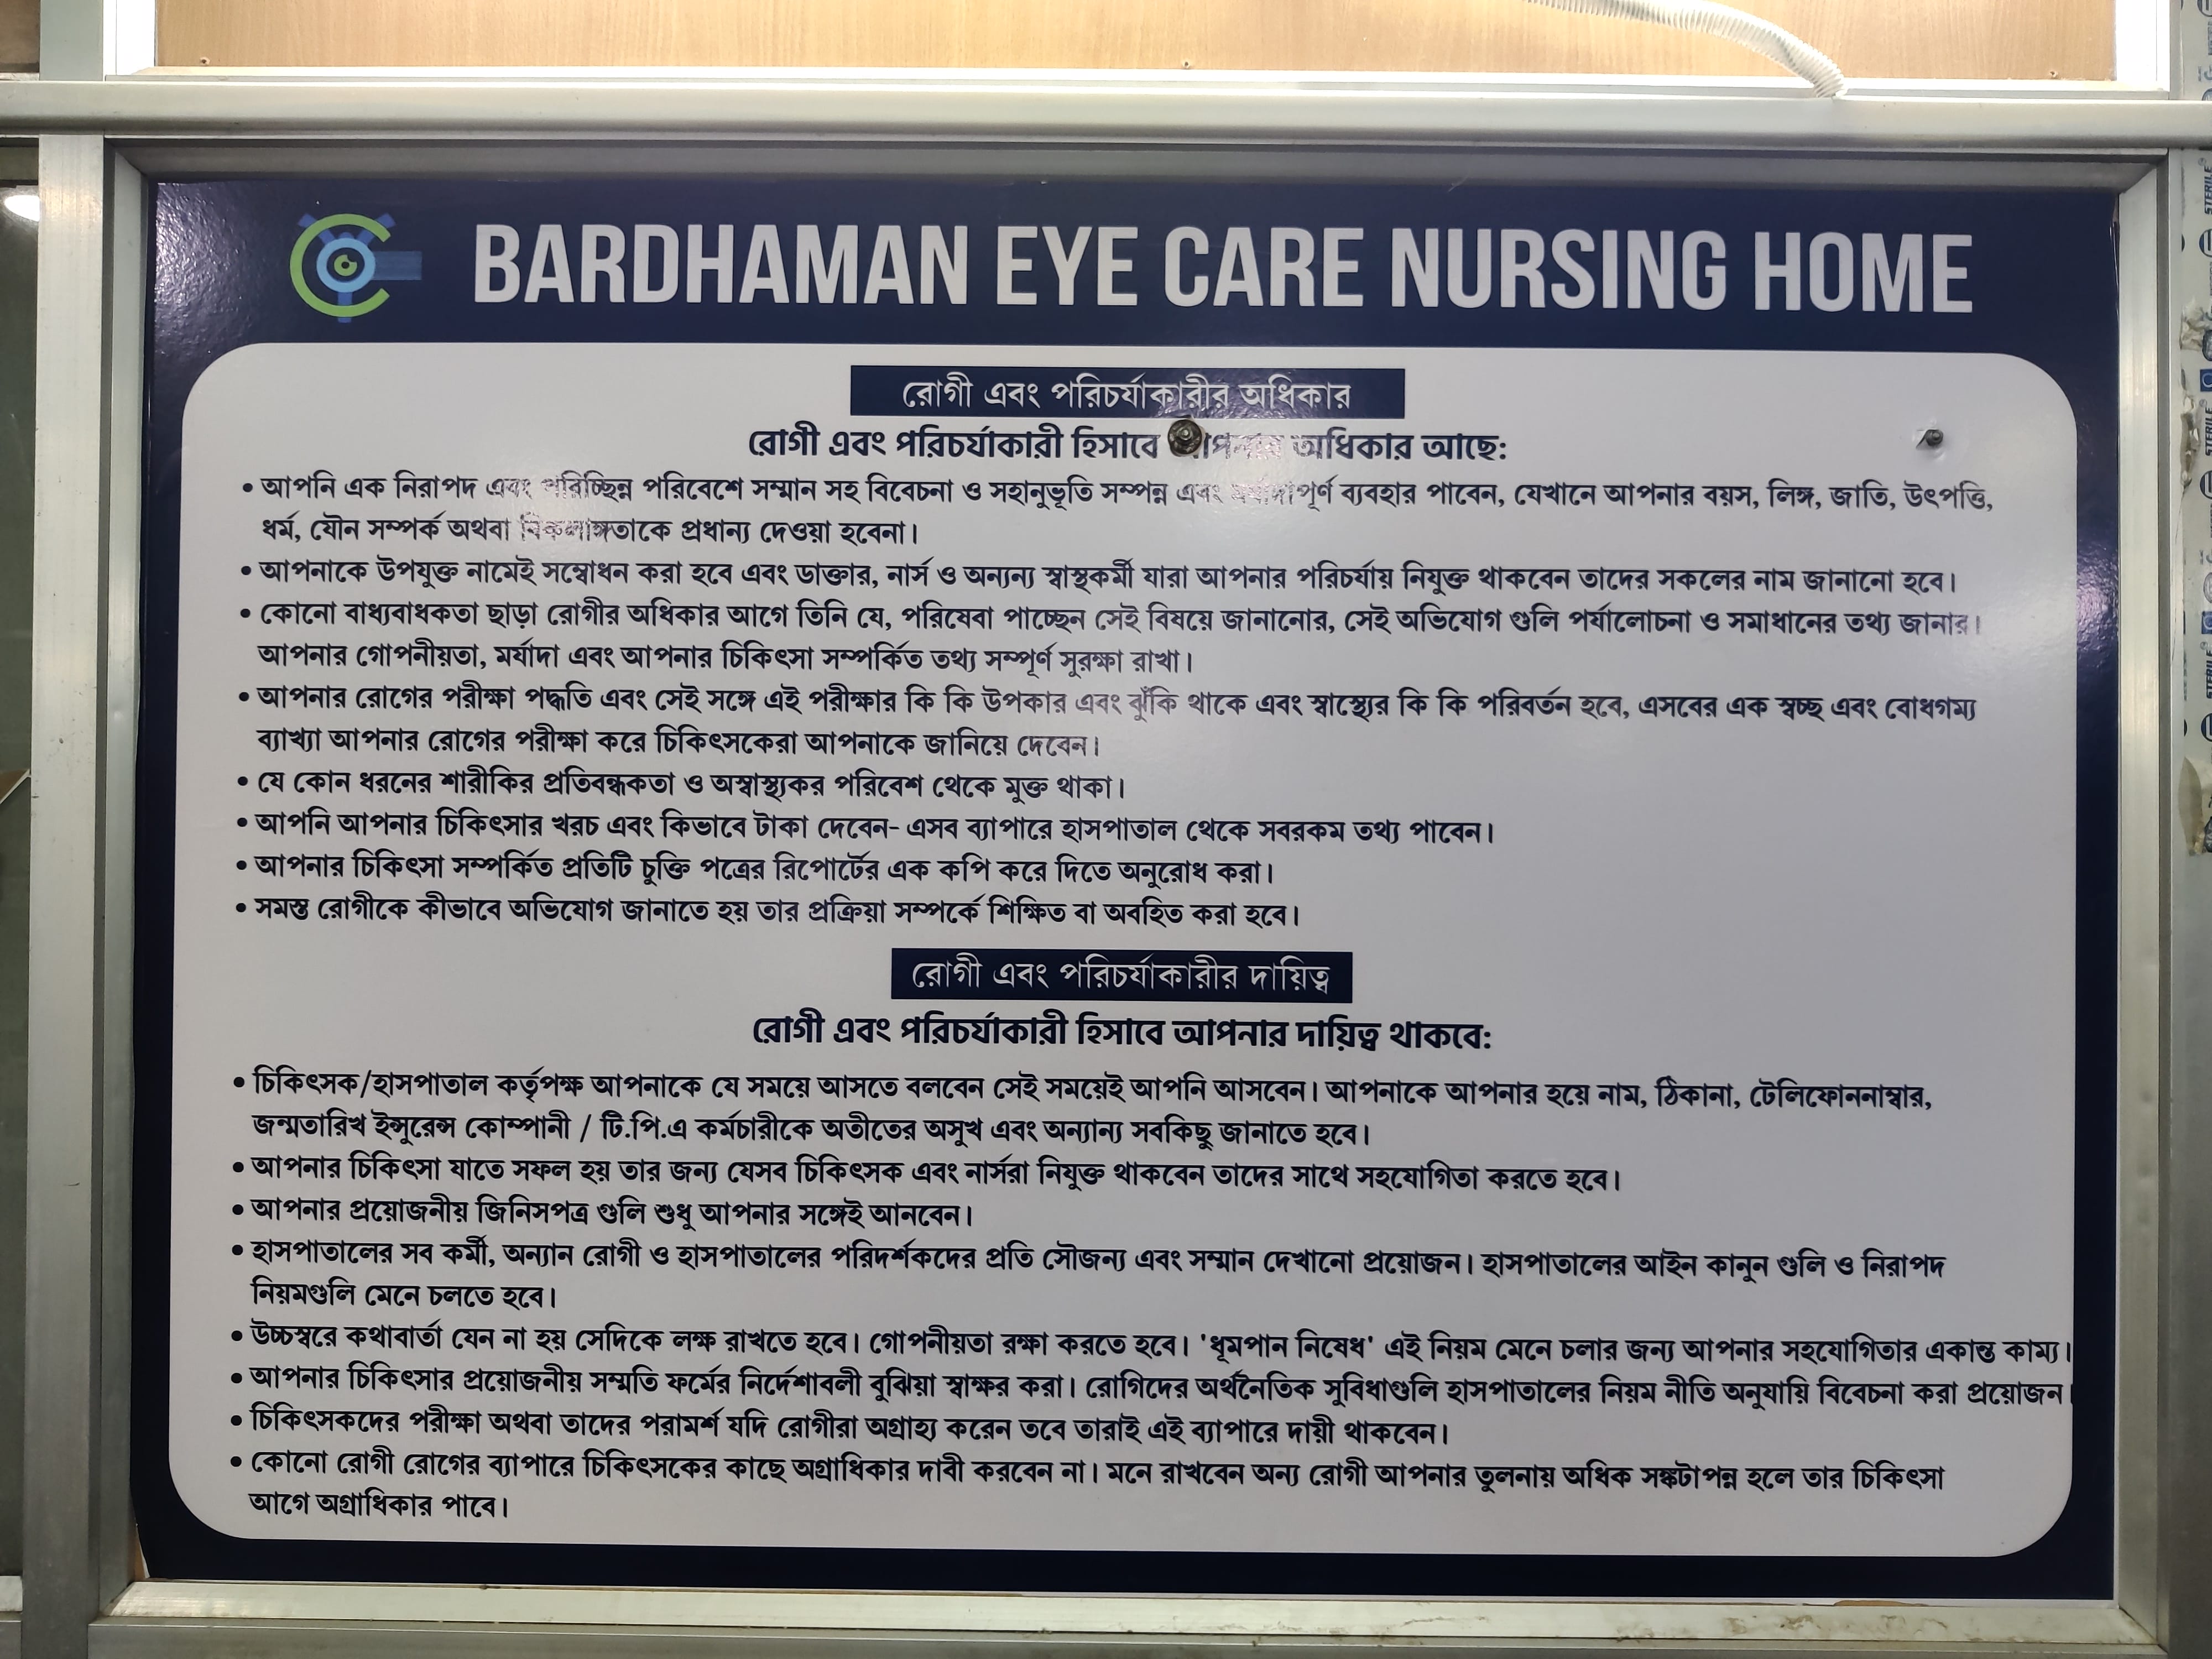 BARDHAMAN EYE CARE NURSING HOME
রোগী এবং পরিচর্যাকারীর অধিকার
রোগী এবং পরিচর্যাকারী হিসাবে অধিকার আছে:
• আপনি এক নিরাপদ এবং পরিচ্ছিন্ন পরিবেশে সম্মান সহ বিবেচনা ও সহানুভূতি সম্পন্ন এবং মর্যাদাপূর্ণ ব্যবহার পাবেন, যেখানে আপনার বয়স, লিঙ্গ, জাতি, উৎপত্তি,
ধর্ম, যৌন সম্পর্ক অথবা বিকলাঙ্গতাকে প্রধান্য দেওয়া হবেনা।
• আপনাকে উপযুক্ত নামেই সম্বোধন করা হবে এবং ডাক্তার, নার্স ও অন্যন্য স্বাস্থকর্মী যারা আপনার পরিচর্যায় নিযুক্ত থাকবেন তাদের সকলের নাম জানানো হবে।
• কোনো বাধ্যবাধকতা ছাড়া রোগীর অধিকার আগে তিনি যে, পরিষেবা পাচ্ছেন সেই বিষয়ে জানানোর, সেই অভিযোগ গুলি পর্যালোচনা ও সমাধানের তথ্য জানার।
আপনার গোপনীয়তা, মর্যাদা এবং আপনার চিকিৎসা সম্পর্কিত তথ্য সম্পূর্ণ সুরক্ষা রাখা।
• আপনার রোগের পরীক্ষা পদ্ধতি এবং সেই সঙ্গে এই পরীক্ষার কি কি উপকার এবং ঝুঁকি থাকে এবং স্বাস্থ্যের কি কি পরিবর্তন হবে, এসবের এক স্বচ্ছ এবং বোধগম্য
ব্যাখ্যা আপনার রোগের পরীক্ষা করে চিকিৎসকেরা আপনাকে জানিয়ে দেবেন।
• যে কোন ধরনের শারীকির প্রতিবন্ধকতা ও অস্বাস্থ্যকর পরিবেশ থেকে মুক্ত থাকা।
• আপনি আপনার চিকিৎসার খরচ এবং কিভাবে টাকা দেবেন- এসব ব্যাপারে হাসপাতাল থেকে সবরকম তথ্য পাবেন।
• আপনার চিকিৎসা সম্পর্কিত প্রতিটি চুক্তি পত্রের রিপোর্টের এক কপি করে দিতে অনুরোধ করা।
• সমস্ত রোগীকে কীভাবে অভিযোগ জানাতে হয় তার প্রক্রিয়া সম্পর্কে শিক্ষিত বা অবহিত করা হবে।
রোগী এবং পরিচর্যাকারীর দায়িত্ব
রোগী এবং পরিচর্যাকারী হিসাবে আপনার দায়িত্ব থাকবে:
• চিকিৎসক/হাসপাতাল কর্তৃপক্ষ আপনাকে যে সময়ে আসতে বলবেন সেই সময়েই আপনি আসবেন। আপনাকে আপনার হয়ে নাম, ঠিকানা, টেলিফোননাম্বার,
জন্মতারিখ ইন্সুরেন্স কোম্পানী / টি.পি.এ কর্মচারীকে অতীতের অসুখ এবং অন্যান্য সবকিছু জানাতে হবে।
• আপনার চিকিৎসা যাতে সফল হয় তার জন্য যেসব চিকিৎসক এবং নার্সরা নিযুক্ত থাকবেন তাদের সাথে সহযোগিতা করতে হবে।
• আপনার প্রয়োজনীয় জিনিসপত্র গুলি শুধু আপনার সঙ্গেই আনবেন।
• হাসপাতালের সব কর্মী, অন্যান রোগী ও হাসপাতালের পরিদর্শকদের প্রতি সৌজন্য এবং সম্মান দেখানো প্রয়োজন। হাসপাতালের আইন কানুন গুলি ও নিরাপদ
নিয়মগুলি মেনে চলতে হবে।
• উচ্চস্বরে কথাবার্তা যেন না হয় সেদিকে লক্ষ রাখতে হবে। গোপনীয়তা রক্ষা করতে হবে। 'ধূমপান নিষেধ' এই নিয়ম মেনে চলার জন্য আপনার সহযোগিতার একান্ত কাম্য।
• আপনার চিকিৎসার প্রয়োজনীয় সম্মতি ফর্মের নির্দেশাবলী বুঝিয়া স্বাক্ষর করা। রোগিদের অর্থনৈতিক সুবিধাগুলি হাসপাতালের নিয়ম নীতি অনুযায়ি বিবেচনা করা প্রয়োজন।
• চিকিৎসকদের পরীক্ষা অথবা তাদের পরামর্শ যদি রোগীরা অগ্রাহ্য করেন তবে তারাই এই ব্যাপারে দায়ী থাকবেন।
• কোনো রোগী রোগের ব্যাপারে চিকিৎসকের কাছে অগ্রাধিকার দাবী করবেন না। মনে রাখবেন অন্য রোগী আপনার তুলনায় অধিক সঙ্কটাপন্ন হলে তার চিকিৎসা
আগে অগ্রাধিকার পাবে।